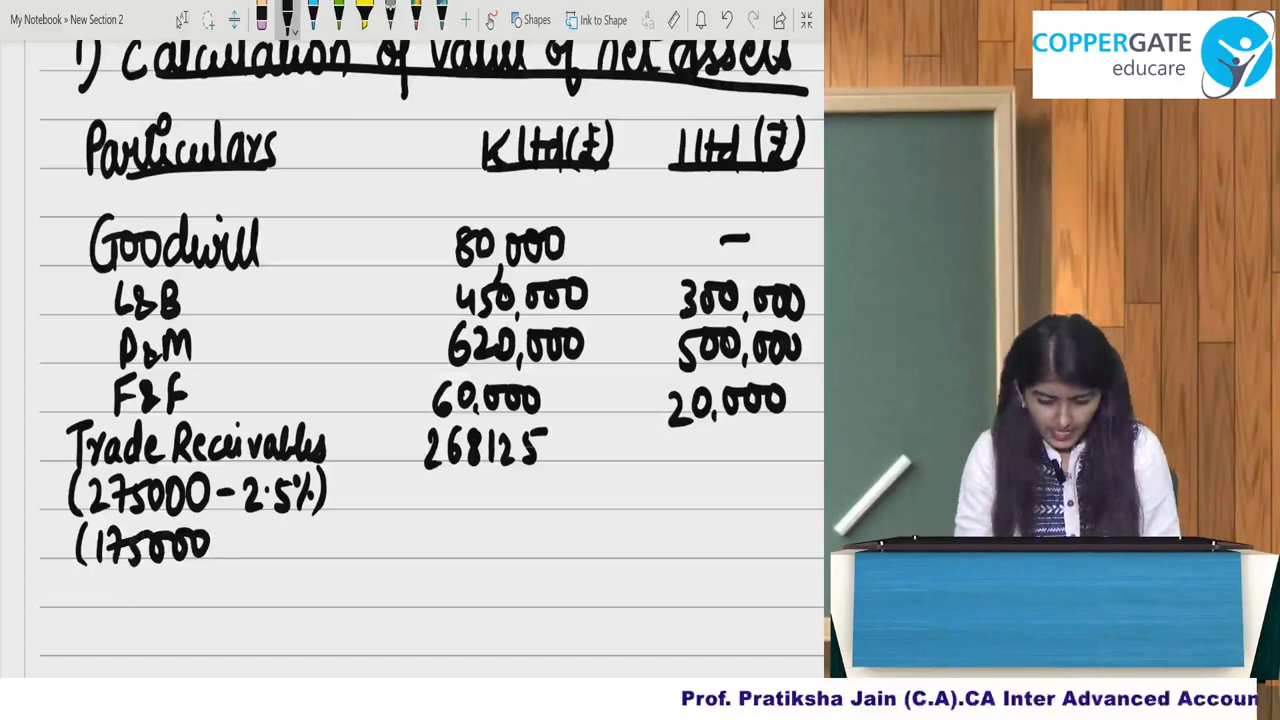 My Notebook » New Section 2
Shapes
Ink to Shape
COPPERGATE
educare
1) Calculation of value of net assets
Particulars K ltd (₹) I ltd (₹)
Goodwill 80,000 –
L&B 450,000 300,000
P&M 620,000 500,000
F&F 60,000 20,000
Trade Receivables 268125
(275000 - 2.5%)
(175000
Prof. Pratiksha Jain (C.A).CA Inter Advanced Accoun